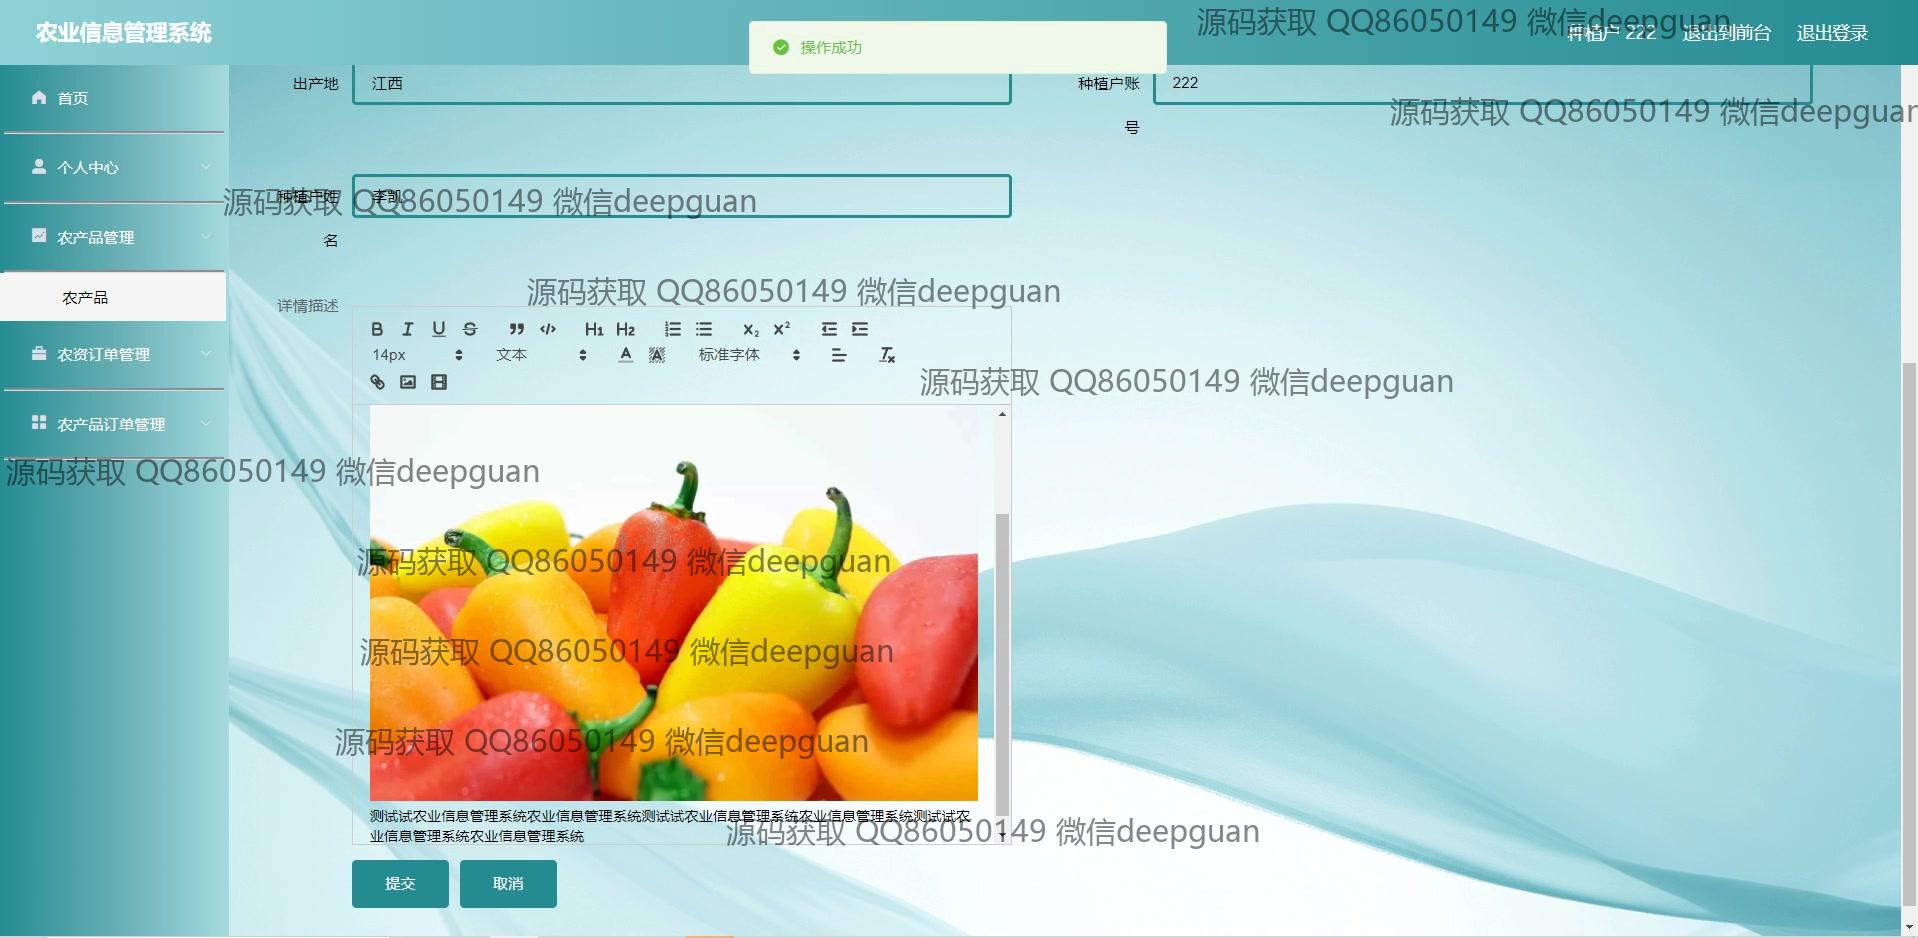 农业信息管理系统
操作成功
源码获取 QQ86050149 微信deepguan
种植户 222
退出到前台
退出登录
首页
出产地
江西
种植户账号
222
源码获取 QQ86050149 微信deepguan
个人中心
种植户姓名
李凯
源码获取 QQ86050149 微信deepguan
农产品管理
农产品
详情描述
源码获取 QQ86050149 微信deepguan
B I U S H1 H2 X2 X2
14px 文本 A A 标准字体 Tx
农资订单管理
源码获取 QQ86050149 微信deepguan
农产品订单管理
源码获取 QQ86050149 微信deepguan
源码获取 QQ86050149 微信deepguan
源码获取 QQ86050149 微信deepguan
源码获取 QQ86050149 微信deepguan
测试试农业信息管理系统农业信息管理系统测试试农业信息管理系统农业信息管理系统测试试农
业信息管理系统农业信息管理系统
源码获取 QQ86050149 微信deepguan
提交
取消